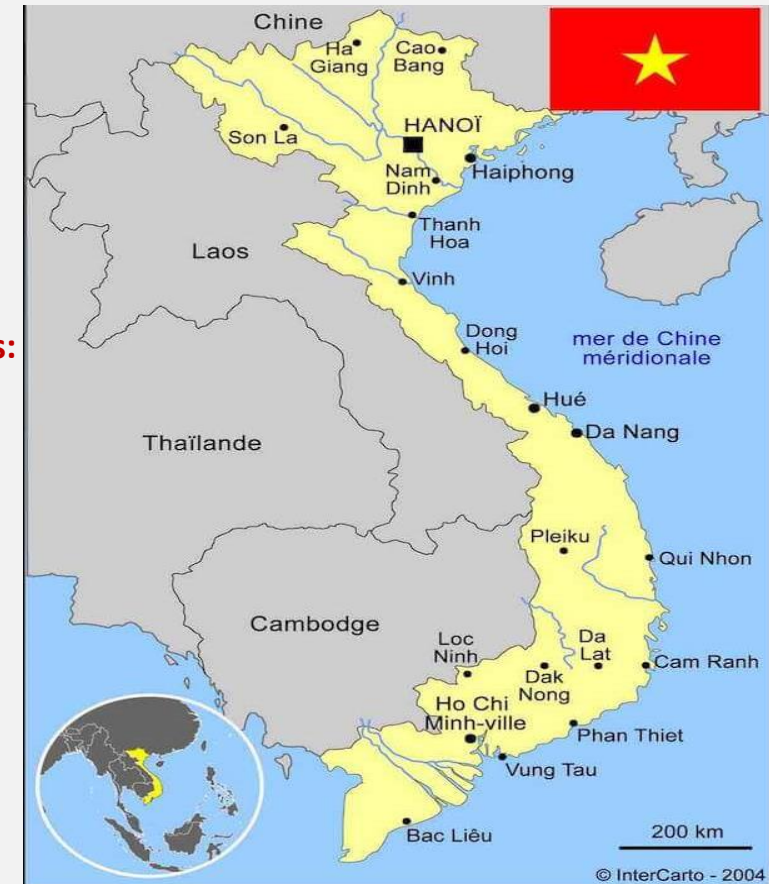 Chine
Ha
Giang
Cao
Bang
HANOÏ
Son La
Nam
Dinh
Haiphong
Thanh
Hoa
Laos
Vinh
s:
Dong
Hoi
mer de Chine
méridionale
Hué
Da Nang
Thaïlande
Pleiku
Qui Nhon
Cambodge
Loc
Ninh
Da
Lat
Cam Ranh
Dak
Nong
Ho Chi
Minh-ville
Phan Thiet
Vung Tau
Bac Liêu
200 km
© InterCarto - 2004